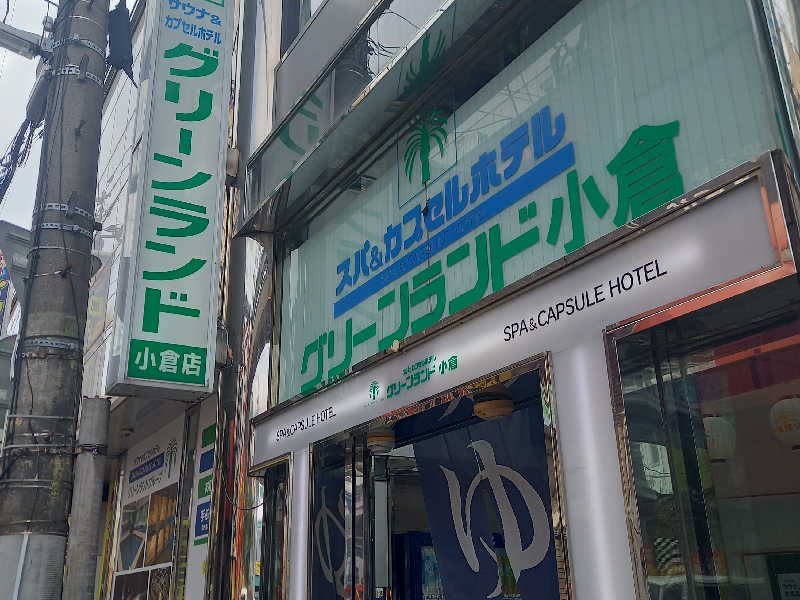 サウナ&
カプセルホテル
グリーンランド
小倉店
スパ&カプセルホテル
グリーンランド小倉
SPA&CAPSULE HOTEL
グリーンランド 小倉
SPA&CAPSULE HOTEL
ゆ